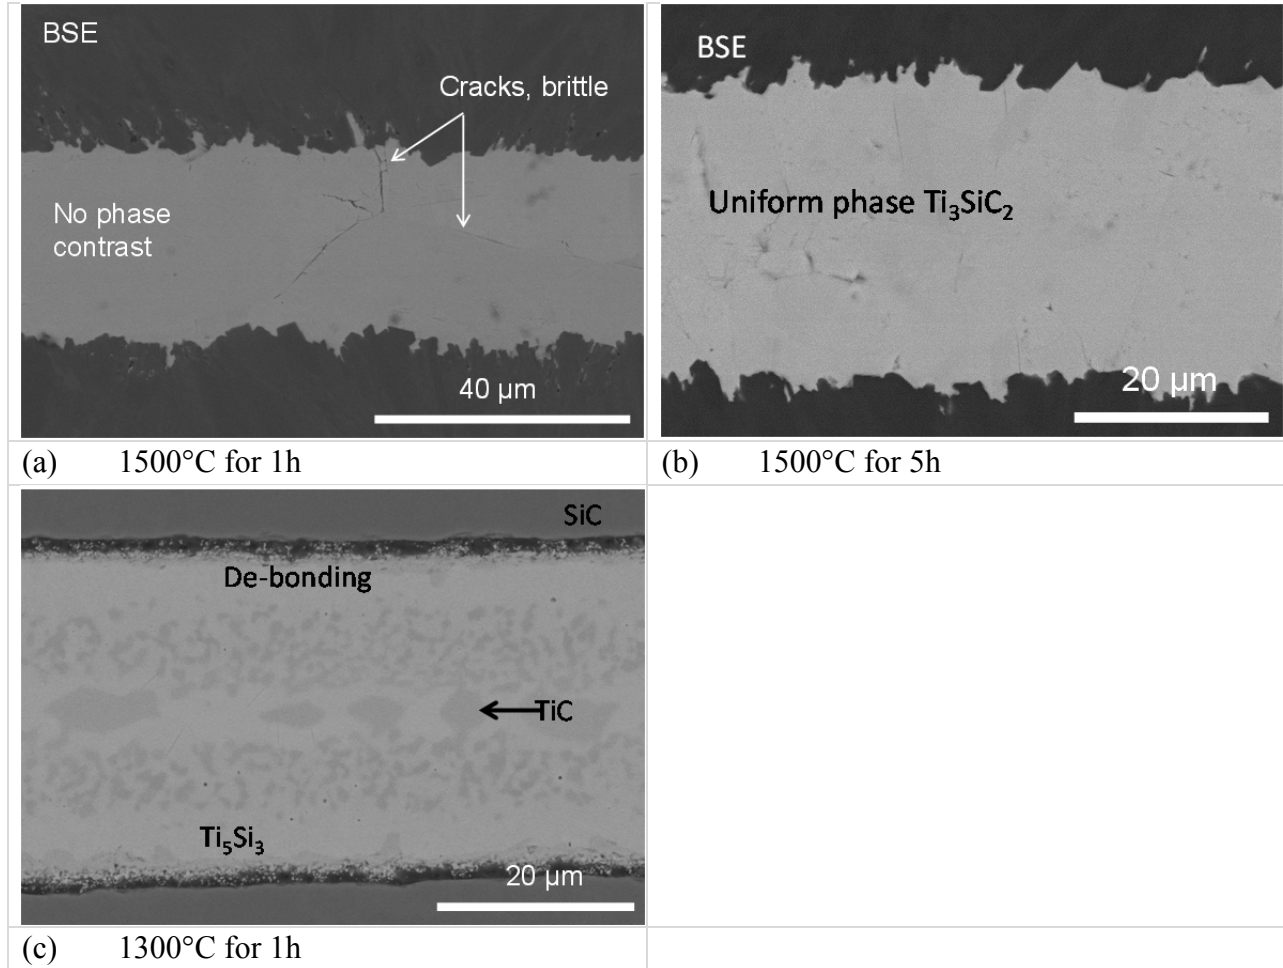 BSE
Cracks, brittle
No phase
contrast
40 µm
(a) 1500°C for 1h
BSE
Uniform phase Ti₃SiC₂
20 µm
(b) 1500°C for 5h
SiC
De-bonding
TiC
Ti₅Si₃
20 µm
(c) 1300°C for 1h